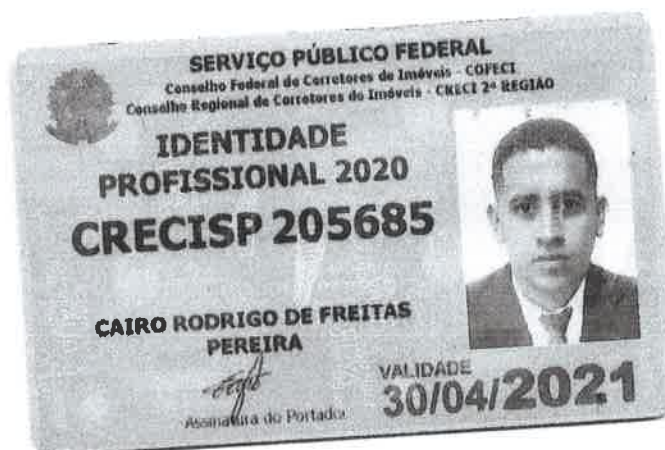 SERVIÇO PÚBLICO FEDERAL
Conselho Federal de Corretores de Imóveis - COFECI
Conselho Regional de Corretores de Imóveis - CRECI 2ª REGIÃO
IDENTIDADE
PROFISSIONAL 2020
CRECISP 205685
CAIRO RODRIGO DE FREITAS
PEREIRA
Assinatura do Portador
VALIDADE
30/04/2021